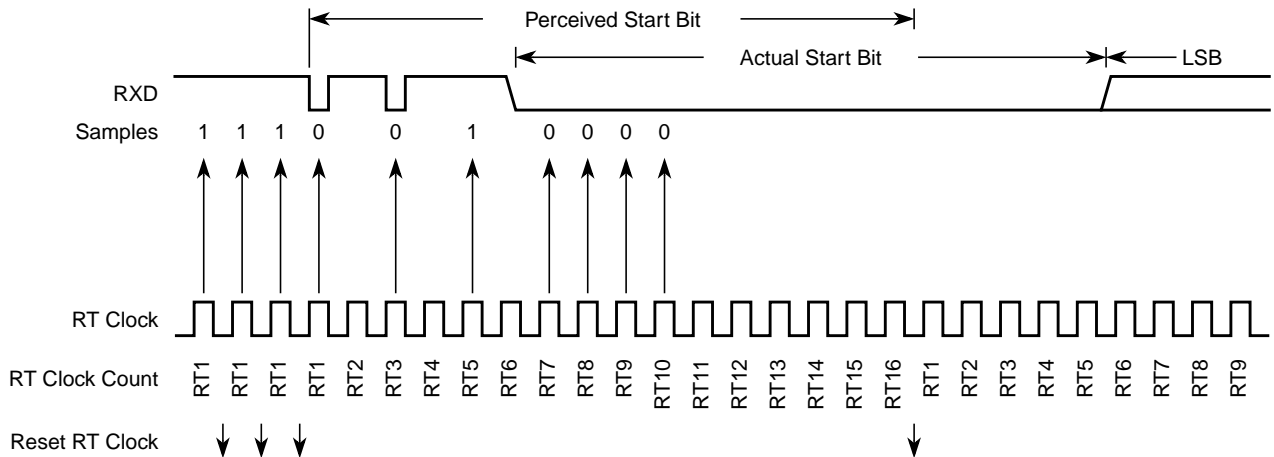 Perceived Start Bit
Actual Start Bit
LSB
RXD
Samples 1 1 1 0 0 1 0 0 0 0
RT Clock
RT Clock Count RT1 RT1 RT1 RT1 RT2 RT3 RT4 RT5 RT6 RT7 RT8 RT9 RT10 RT11 RT12 RT13 RT14 RT15 RT16 RT1 RT2 RT3 RT4 RT5 RT6 RT7 RT8 RT9
Reset RT Clock